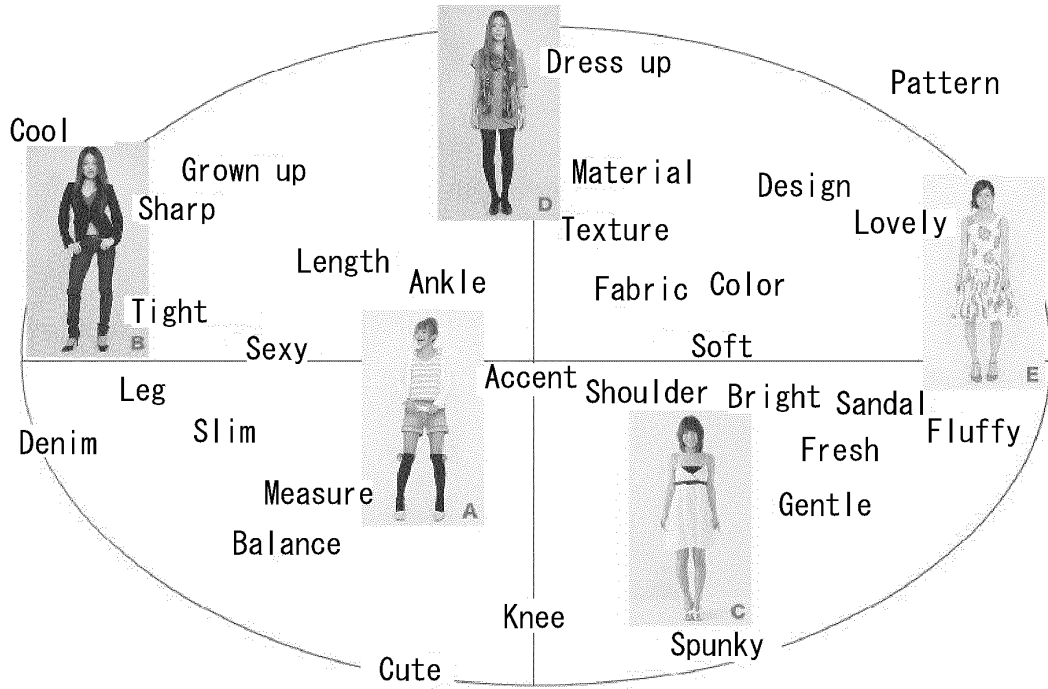 Dress up
Pattern
Cool
Grown up
Material
Design
Sharp
D
Lovely
Texture
Length
Ankle
Fabric
Color
Tight
B
Sexy
Soft
E
Accent
Leg
Shoulder
Bright
Sandal
Denim
Slim
Fluffy
Fresh
Measure
A
Gentle
Balance
Knee
C
Spunky
Cute